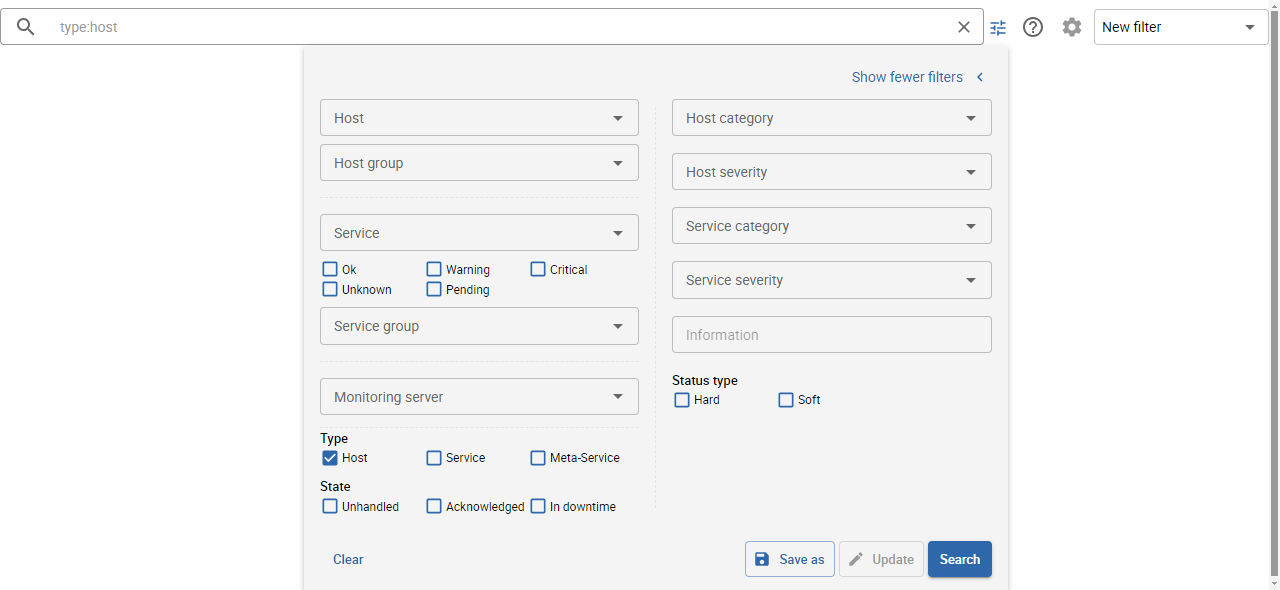 type:host
New filter
Show fewer filters
Host
Host group
Service
Ok
Warning
Critical
Unknown
Pending
Service group
Monitoring server
Type
Host
Service
Meta-Service
State
Unhandled
Acknowledged
In downtime
Host category
Host severity
Service category
Service severity
Information
Status type
Hard
Soft
Clear
Save as
Update
Search